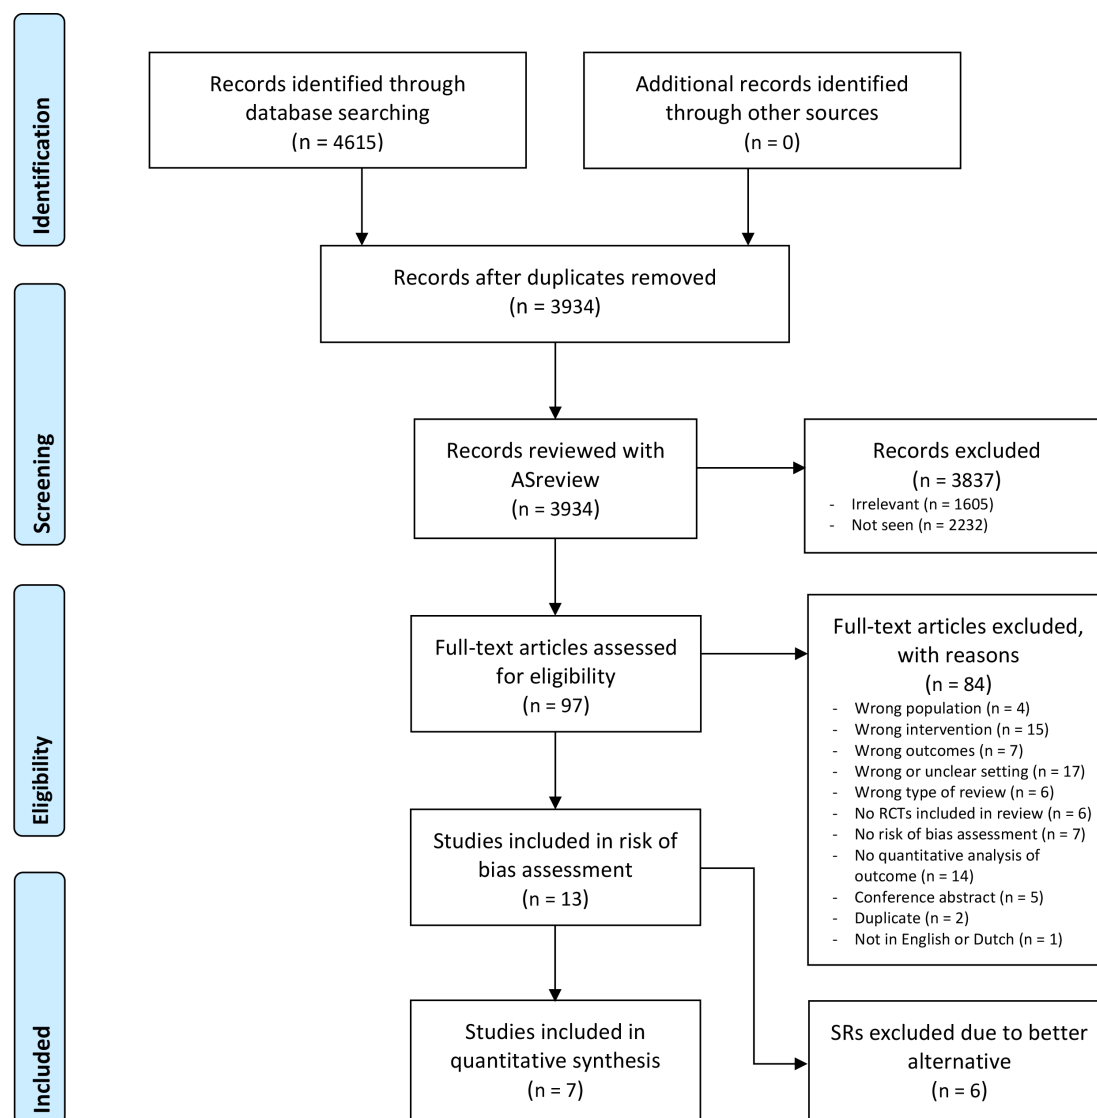 Identification
Records identified through
database searching
(n = 4615)
Additional records identified
through other sources
(n = 0)
Records after duplicates removed
(n = 3934)
Screening
Records reviewed with
ASreview
(n = 3934)
Records excluded
(n = 3837)
- Irrelevant (n = 1605)
- Not seen (n = 2232)
Eligibility
Full-text articles assessed
for eligibility
(n = 97)
Full-text articles excluded,
with reasons
(n = 84)
- Wrong population (n = 4)
- Wrong intervention (n = 15)
- Wrong outcomes (n = 7)
- Wrong or unclear setting (n = 17)
- Wrong type of review (n = 6)
- No RCTs included in review (n = 6)
- No risk of bias assessment (n = 7)
- No quantitative analysis of
outcome (n = 14)
- Conference abstract (n = 5)
- Duplicate (n = 2)
- Not in English or Dutch (n = 1)
Studies included in risk of
bias assessment
(n = 13)
Included
Studies included in
quantitative synthesis
(n = 7)
SRs excluded due to better
alternative
(n = 6)